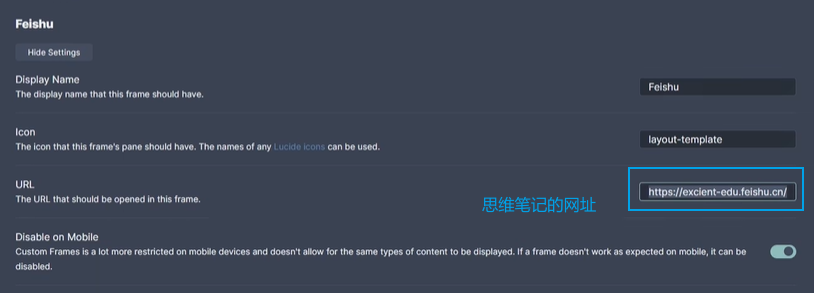 Feishu
Hide Settings
Display Name
The display name that this frame should have.
Feishu
Icon
The icon that this frame's pane should have. The names of any Lucide icons can be used.
layout-template
URL
The URL that should be opened in this frame.
思维笔记的网址
https://excient-edu.feishu.cn/
Disable on Mobile
Custom Frames is a lot more restricted on mobile devices and doesn't allow for the same types of content to be displayed. If a frame doesn't work as expected on mobile, it can be
disabled.